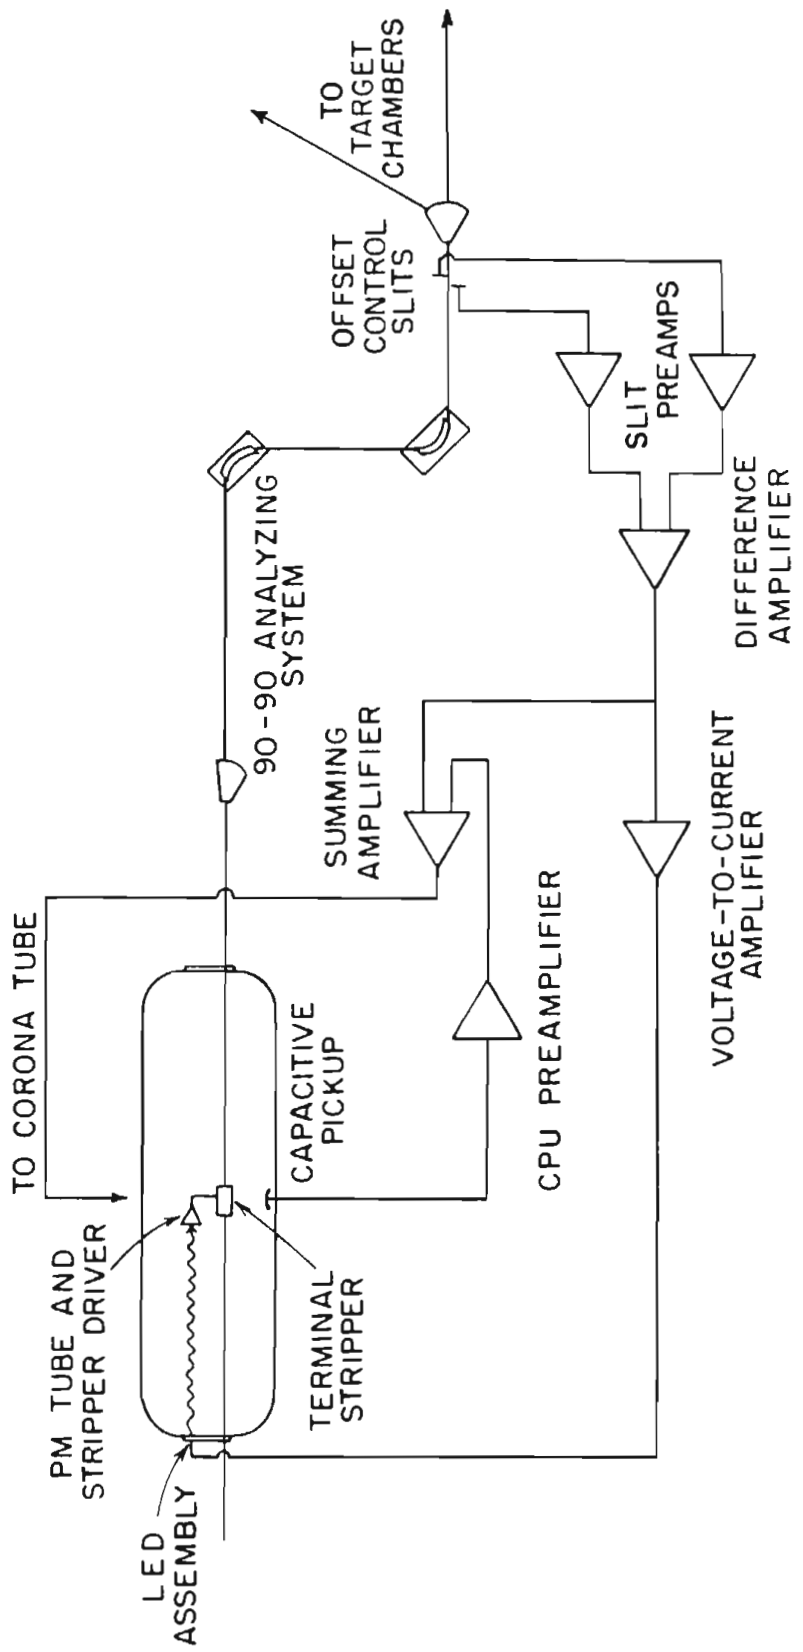 TO CORONA TUBE
PM TUBE AND
STRIPPER DRIVER
LED
ASSEMBLY
TERMINAL
STRIPPER
CAPACITIVE
PICKUP
SUMMING
AMPLIFIER
90-90 ANALYZING
SYSTEM
OFFSET
CONTROL
SLITS
TO
TARGET
CHAMBERS
CPU PREAMPLIFIER
SLIT
PREAMPS
VOLTAGE-TO-CURRENT
AMPLIFIER
DIFFERENCE
AMPLIFIER